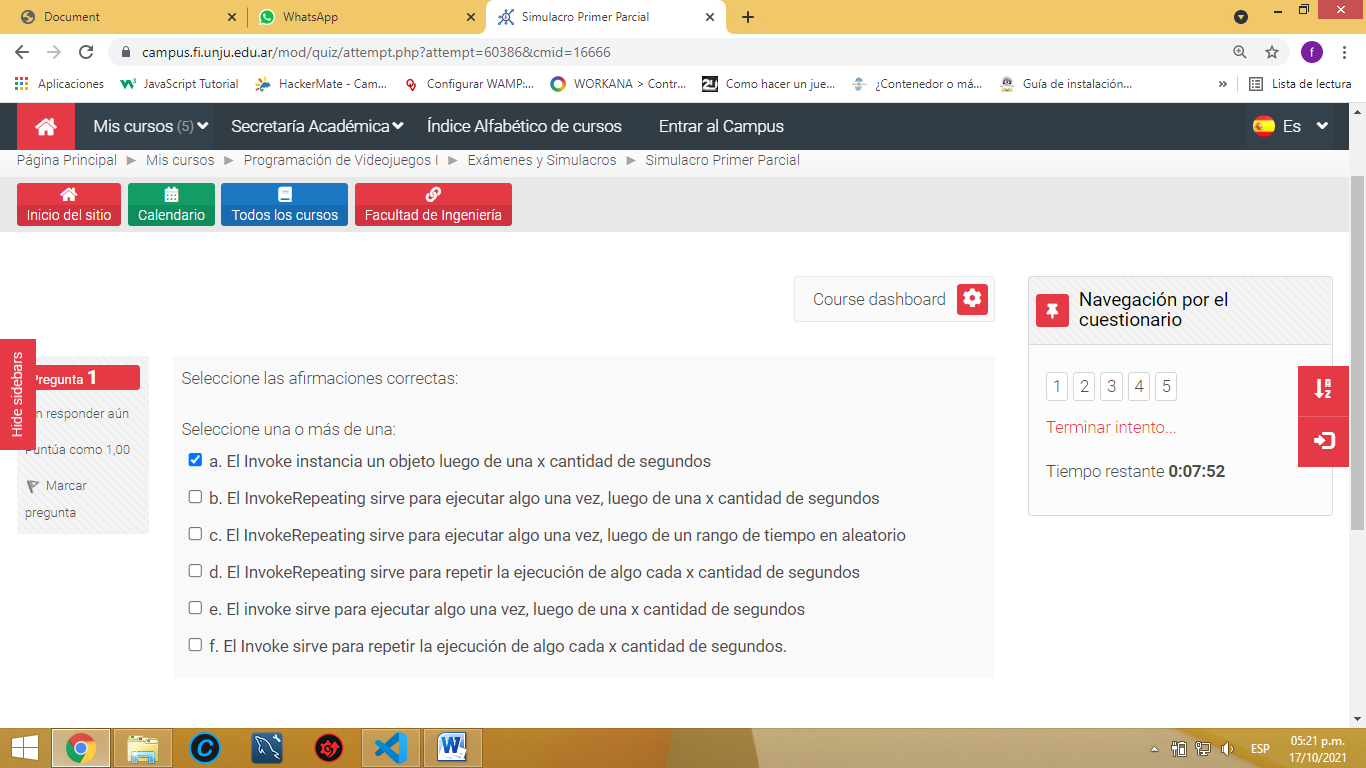 Document
WhatsApp
Simulacro Primer Parcial
campus.fi.unju.edu.ar/mod/quiz/attempt.php?attempt=60386&cmid=16666
f
Aplicaciones
JavaScript Tutorial
HackerMate - Cam...
Configurar WAMP:...
WORKANA > Contr...
Como hacer un jue...
¿Contenedor o má...
Guía de instalación...
»
Lista de lectura
Mis cursos (5)
Secretaría Académica
Índice Alfabético de cursos
Entrar al Campus
Es
Página Principal ► Mis cursos ► Programación de Videojuegos I ► Exámenes y Simulacros ► Simulacro Primer Parcial
Inicio del sitio
Calendario
Todos los cursos
Facultad de Ingeniería
Course dashboard
Hide sidebars
Pregunta 1
n responder aún
Puntúa como 1,00
Marcar
pregunta
Seleccione las afirmaciones correctas:
Seleccione una o más de una:
a. El Invoke instancia un objeto luego de una x cantidad de segundos
b. El InvokeRepeating sirve para ejecutar algo una vez, luego de una x cantidad de segundos
c. El InvokeRepeating sirve para ejecutar algo una vez, luego de un rango de tiempo en aleatorio
d. El InvokeRepeating sirve para repetir la ejecución de algo cada x cantidad de segundos
e. El invoke sirve para ejecutar algo una vez, luego de una x cantidad de segundos
f. El Invoke sirve para repetir la ejecución de algo cada x cantidad de segundos.
Navegación por el
cuestionario
1 2 3 4 5
Terminar intento...
Tiempo restante 0:07:52
ESP
05:21 p.m.
17/10/2021